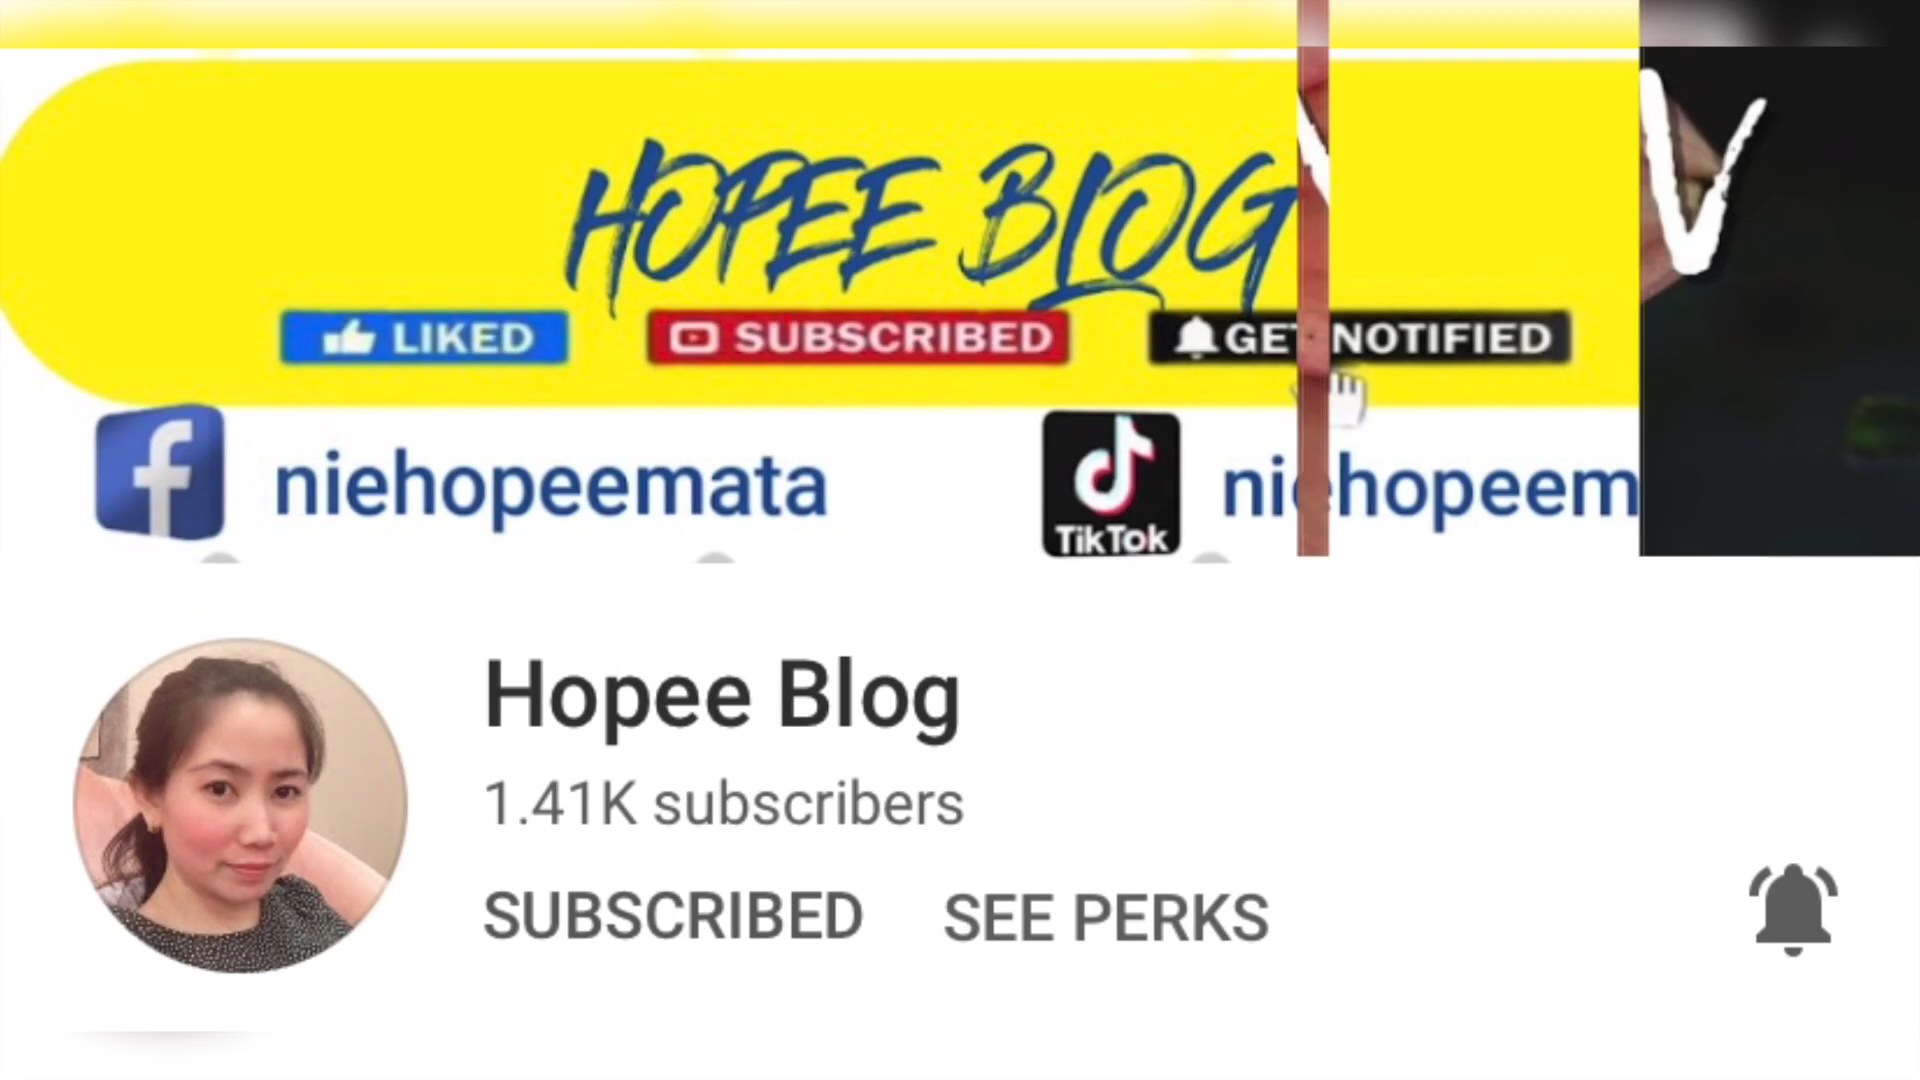 HOPEE BLOG
LIKED
SUBSCRIBED
GET NOTIFIED
niehopeemata
TikTok
Hopee Blog
1.41K subscribers
SUBSCRIBED SEE PERKS